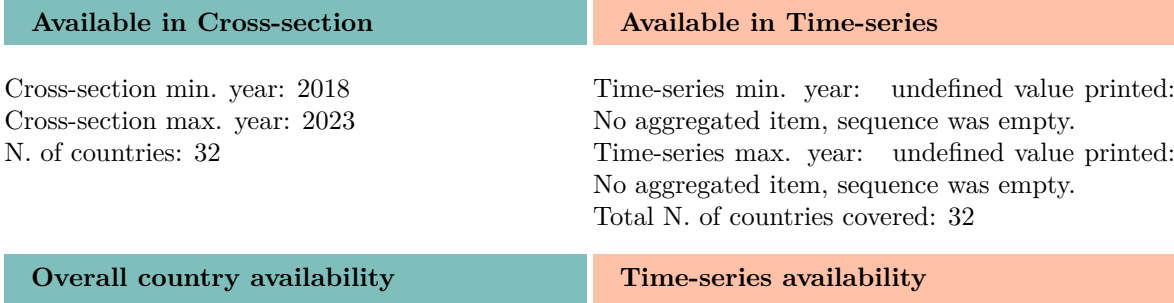 Available in Cross-section
Available in Time-series
Cross-section min. year: 2018
Cross-section max. year: 2023
N. of countries: 32
Time-series min. year: undefined value printed:
No aggregated item, sequence was empty.
Time-series max. year: undefined value printed:
No aggregated item, sequence was empty.
Total N. of countries covered: 32
Overall country availability
Time-series availability